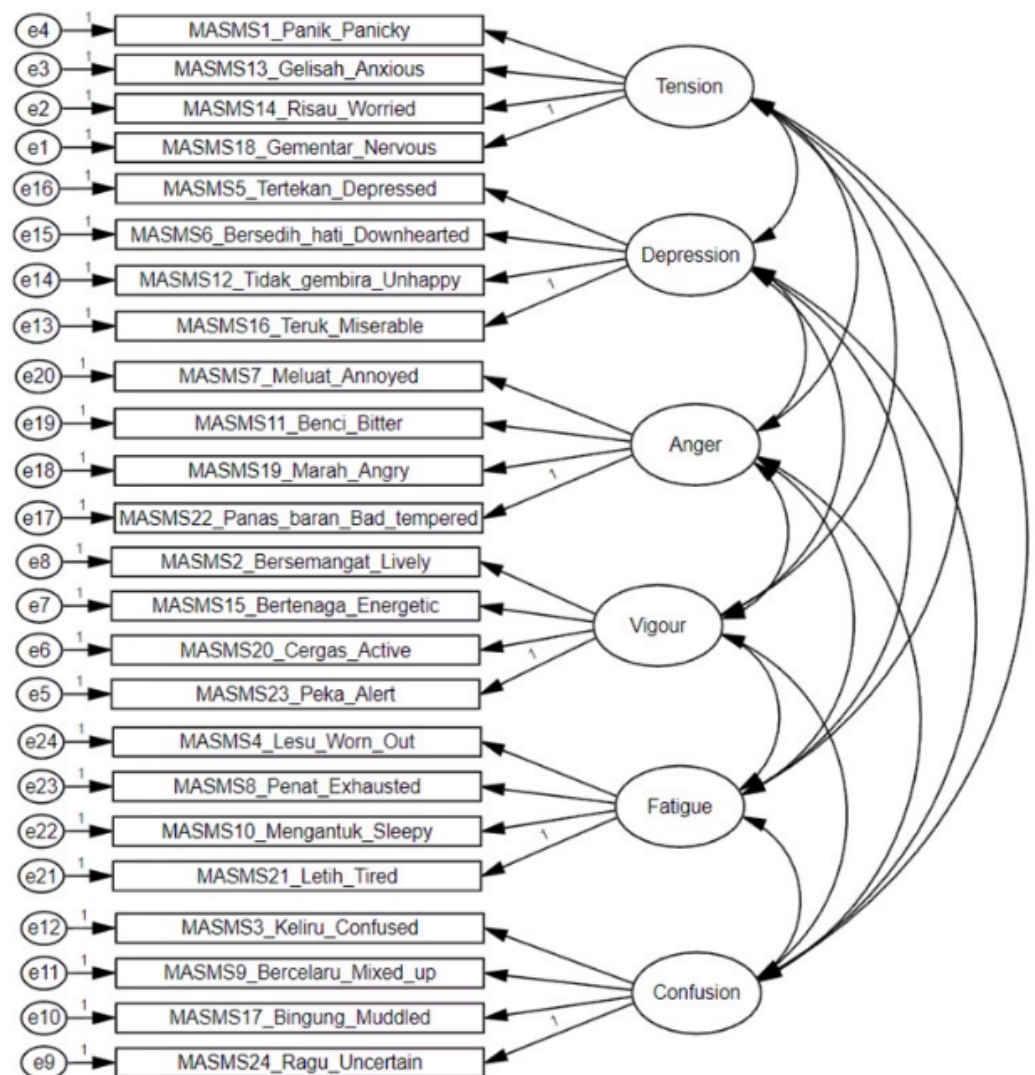 e4 1 MASMS1_Panik_Panicky
e3 1 MASMS13_Gelisah_Anxious
e2 1 MASMS14_Risau_Worried
e1 1 MASMS18_Gementar_Nervous
1
Tension
e16 1 MASMS5_Tertekan_Depressed
e15 1 MASMS6_Bersedih_hati_Downhearted
e14 1 MASMS12_Tidak_gembira_Unhappy
e13 1 MASMS16_Teruk_Miserable
1
Depression
e20 1 MASMS7_Meluat_Annoyed
e19 1 MASMS11_Benci_Bitter
e18 1 MASMS19_Marah_Angry
e17 1 MASMS22_Panas_baran_Bad_tempered
1
Anger
e8 1 MASMS2_Bersemangat_Lively
e7 1 MASMS15_Bertenaga_Energetic
e6 1 MASMS20_Cergas_Active
e5 1 MASMS23_Peka_Alert
1
Vigour
e24 1 MASMS4_Lesu_Worn_Out
e23 1 MASMS8_Penat_Exhausted
e22 1 MASMS10_Mengantuk_Sleepy
e21 1 MASMS21_Letih_Tired
1
Fatigue
e12 1 MASMS3_Keliru_Confused
e11 1 MASMS9_Bercelaru_Mixed_up
e10 1 MASMS17_Bingung_Muddled
e9 1 MASMS24_Ragu_Uncertain
1
Confusion